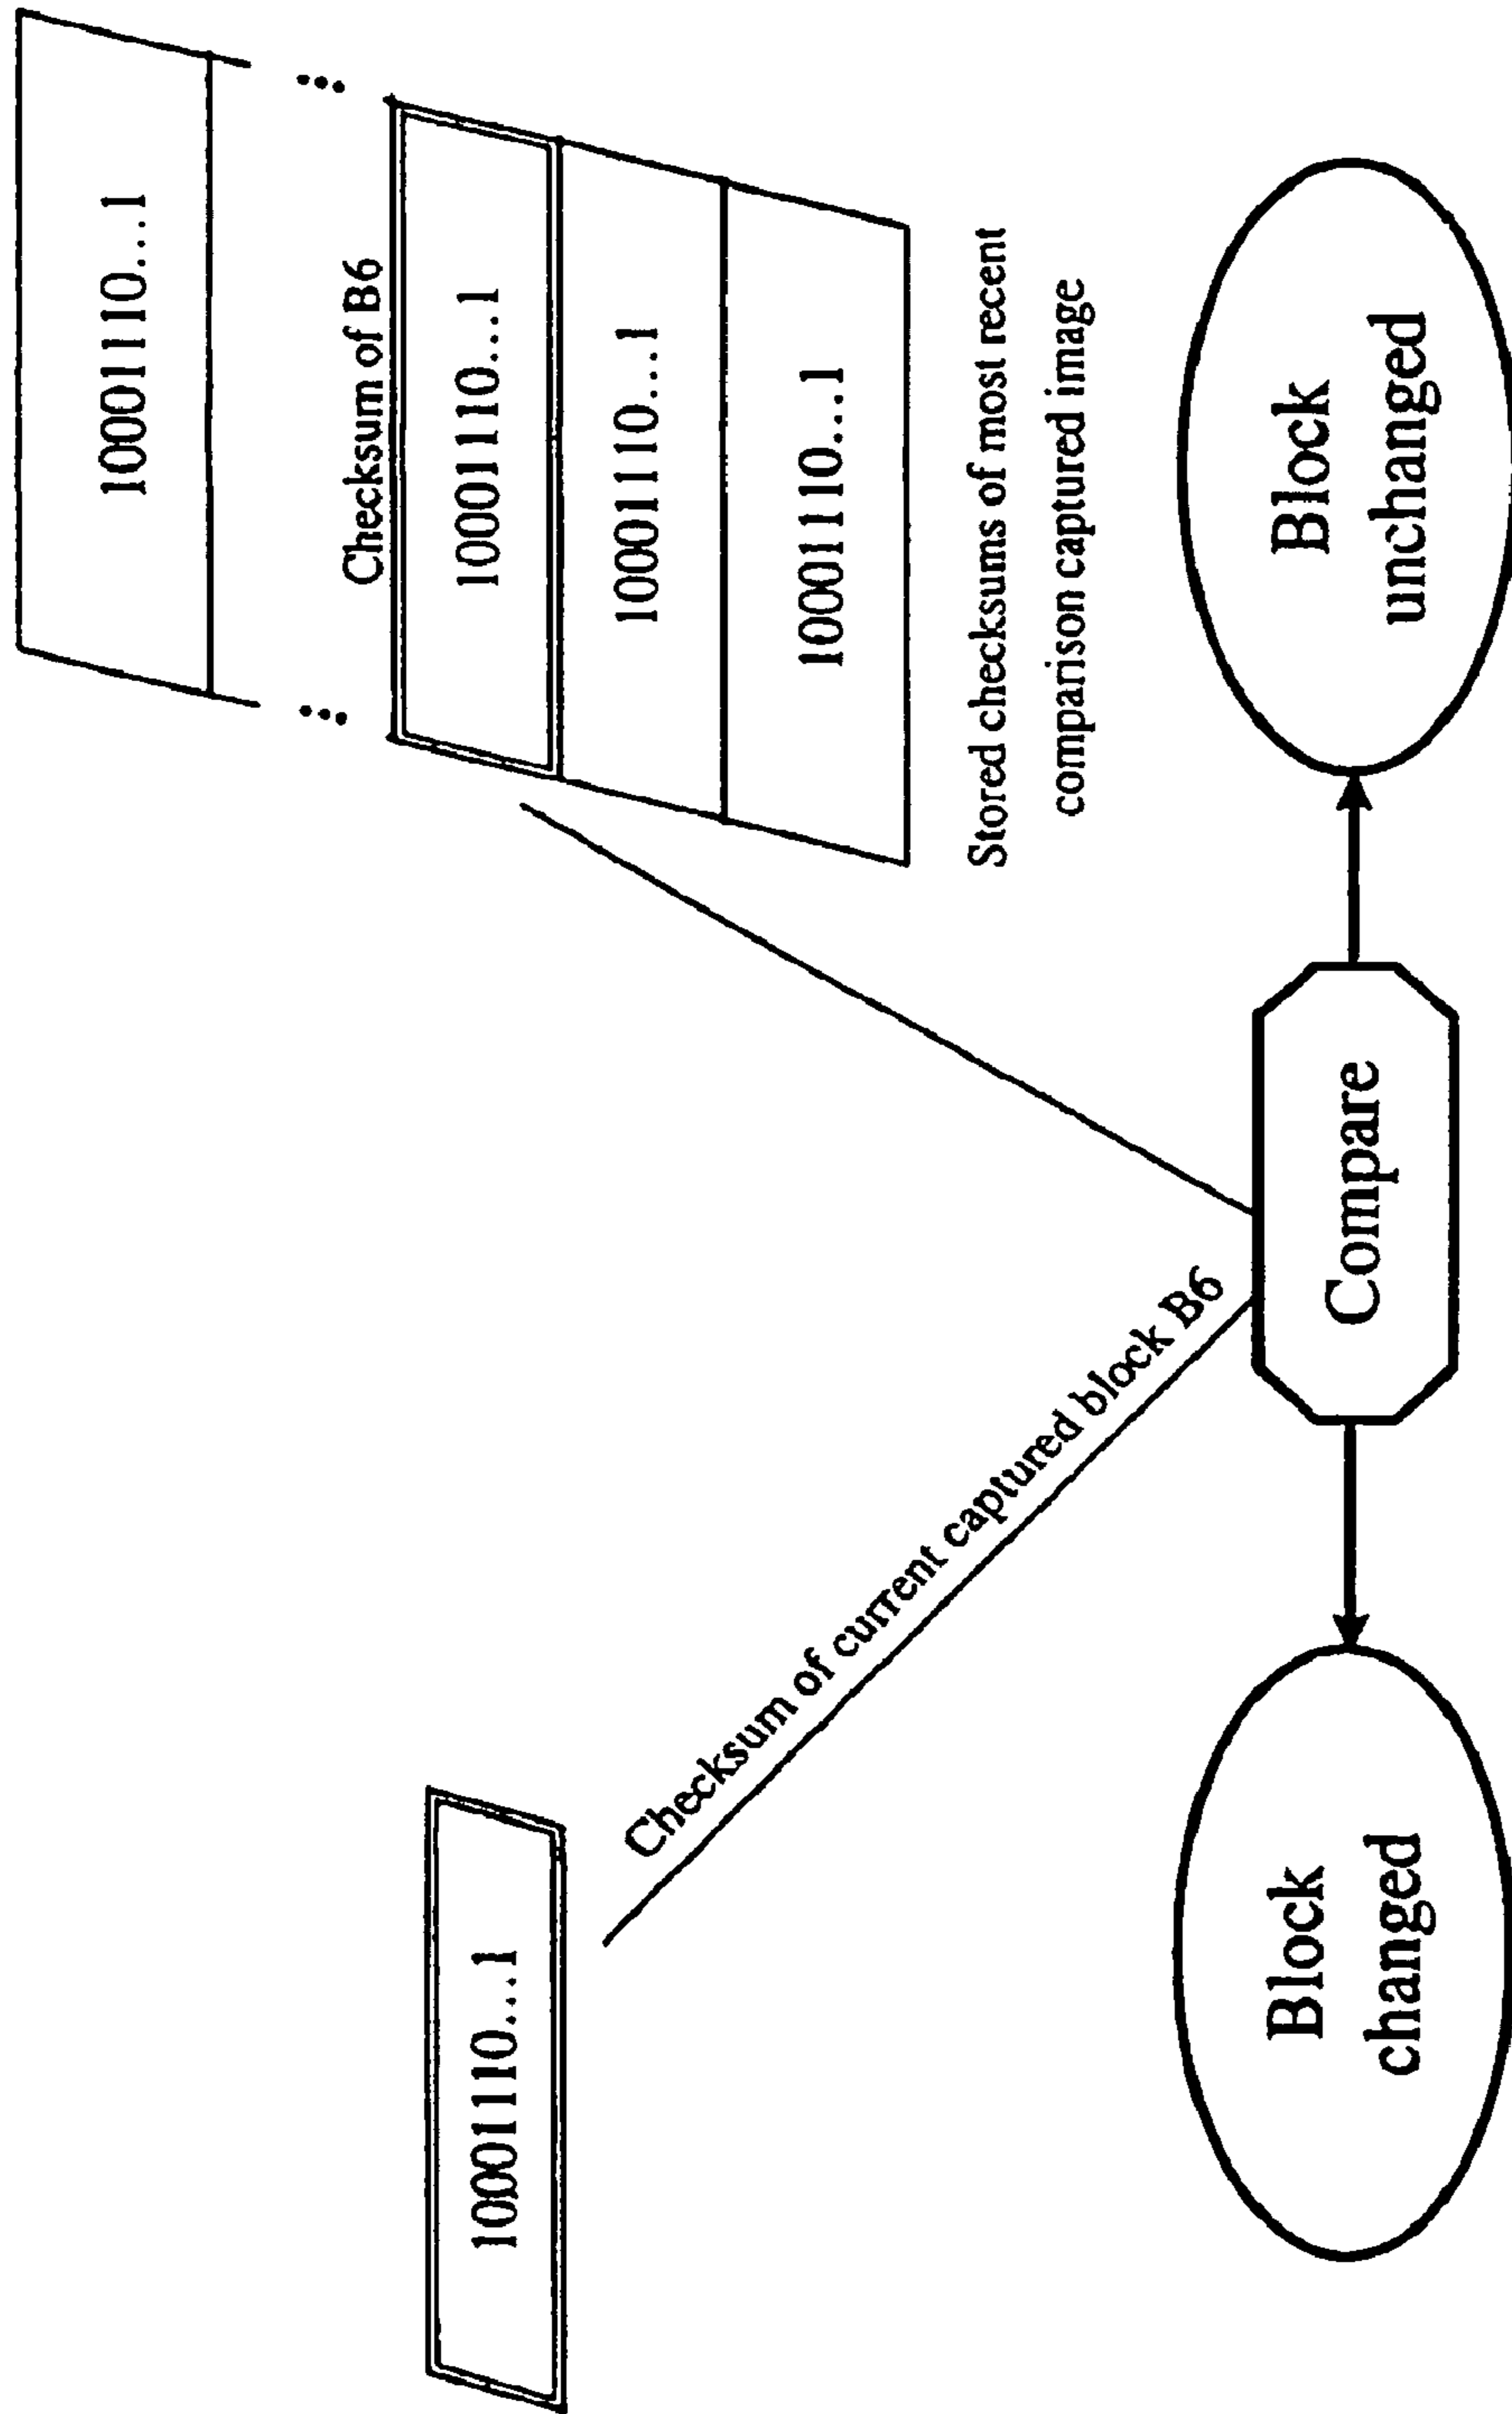 10001110...1
Checksum of B6
10001110...1
10001110...1
10001110...1
Stored checksums of most recent
comparison captured image
10001110...1
Checksum of current captured block B6
Block
changed
Compare
Block
unchanged